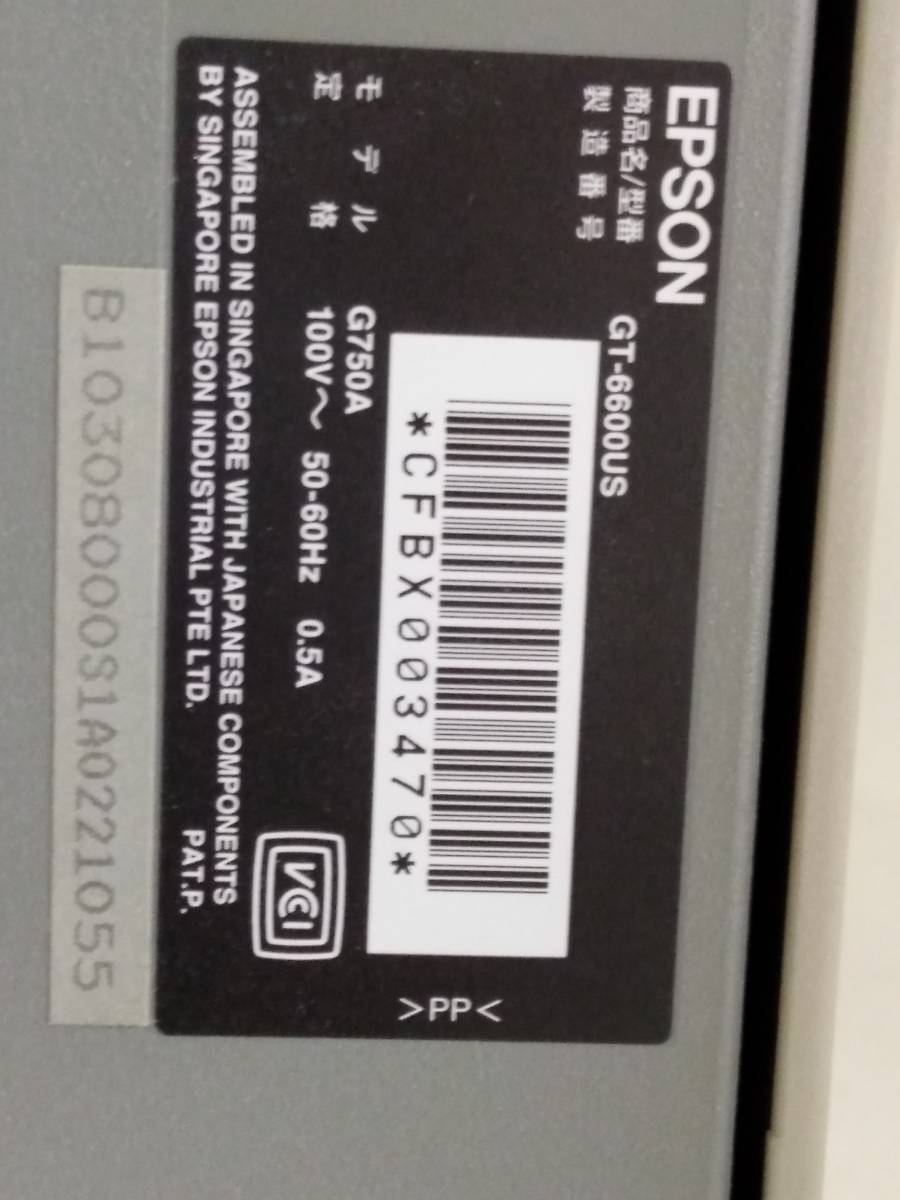 EPSON
商品名/型番 GT-6600US
製造番号
*CFBX003470*
モデル G750A
定格 100V～ 50-60Hz 0.5A
VCI
ASSEMBLED IN SINGAPORE WITH JAPANESE COMPONENTS
BY SINGAPORE EPSON INDUSTRIAL PTE LTD. PAT.P.
>PP<
B10308000S1A0221055